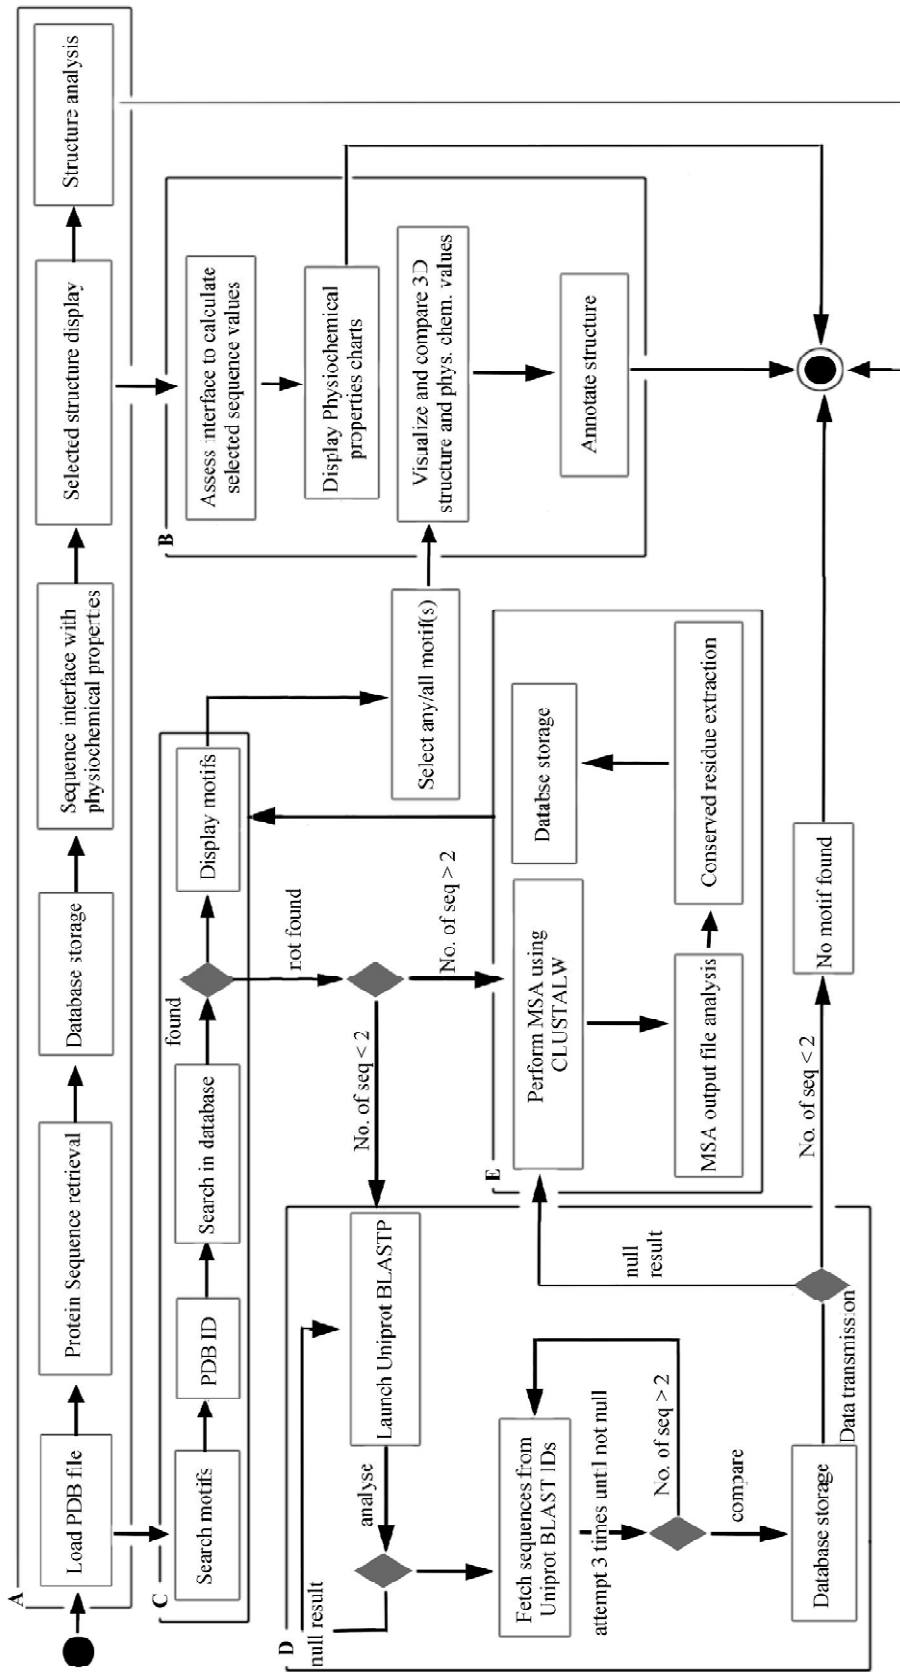 A
Load PDB file
Protein Sequence retrieval
Database storage
Sequence interface with
physiochemical properties
Selected structure display
Structure analysis
B
Assess interface to calculate
selected sequence values
Display Physiochemical
properties charts
Visualize and compare 3D
structure and phys. chem. values
Annotate structure
C
Search motifs
PDB ID
Search in database
found
Display motifs
not found
Select any/all motif(s)
No. of seq < 2
No. of seq > 2
D
null result
Launch Uniprot BLASTP
analyse
Fetch sequences from
Uniprot BLAST IDs
attempt 3 times until not null
No. of seq > 2
compare
Database storage
Data transmission
null
result
E
Perform MSA using
CLUSTALW
MSA output file analysis
Conserved residue extraction
Databse storage
No. of seq < 2
No motif found